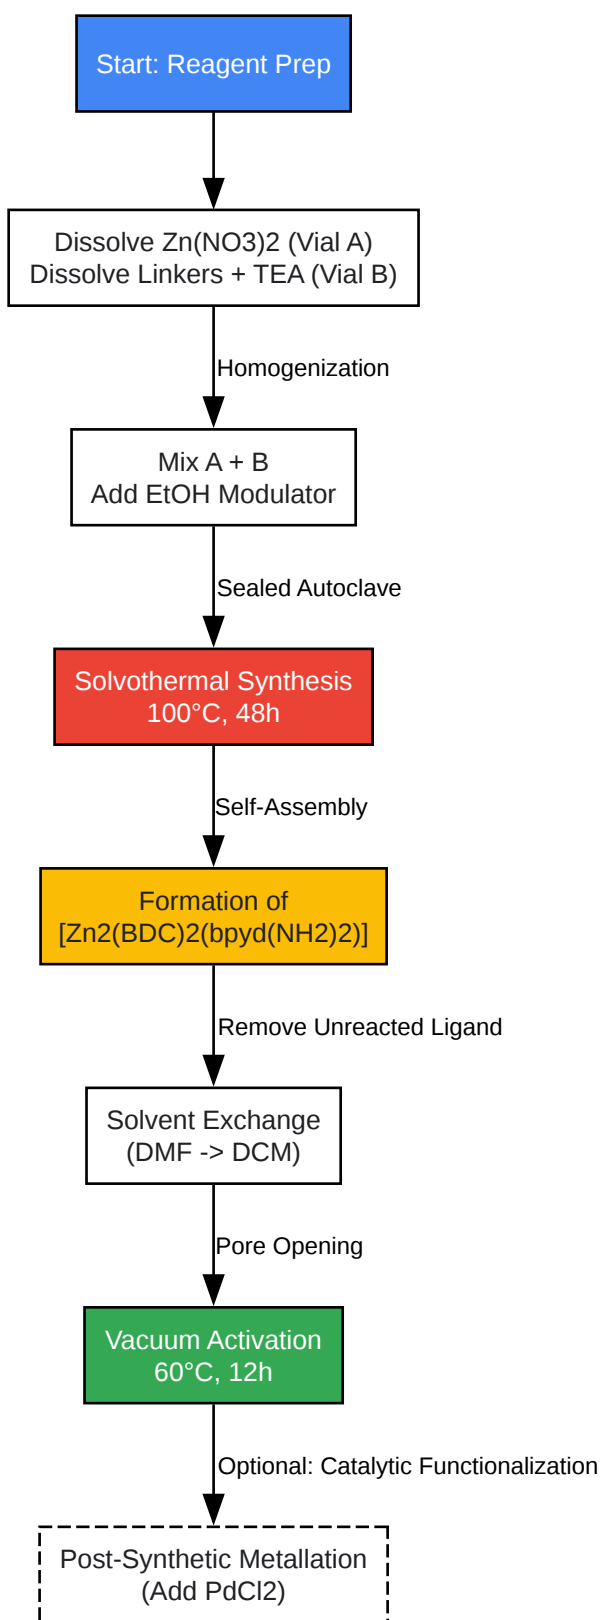 Start: Reagent Prep
Dissolve Zn(NO3)2 (Vial A)
Dissolve Linkers + TEA (Vial B)
Homogenization
Mix A + B
Add EtOH Modulator
Sealed Autoclave
Solvothermal Synthesis
100°C, 48h
Self-Assembly
Formation of
[Zn2(BDC)2(bpyd(NH2)2)]
Remove Unreacted Ligand
Solvent Exchange
(DMF -> DCM)
Pore Opening
Vacuum Activation
60°C, 12h
Optional: Catalytic Functionalization
Post-Synthetic Metallation
(Add PdCl2)